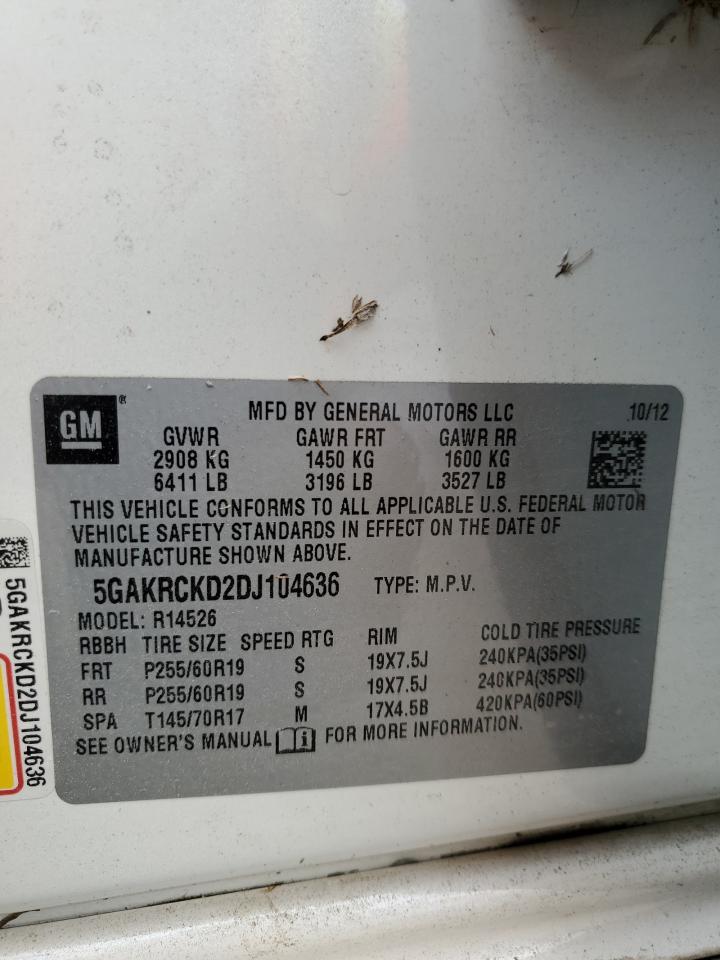 GM ®
MFD BY GENERAL MOTORS LLC 10/12
GVWR GAWR FRT GAWR RR
2908 KG 1450 KG 1600 KG
6411 LB 3196 LB 3527 LB
THIS VEHICLE CONFORMS TO ALL APPLICABLE U.S. FEDERAL MOTOR
VEHICLE SAFETY STANDARDS IN EFFECT ON THE DATE OF
MANUFACTURE SHOWN ABOVE.
5GAKRCKD2DJ104636 TYPE: M.P.V.
MODEL: R14526
RBBH TIRE SIZE SPEED RTG RIM COLD TIRE PRESSURE
FRT P255/60R19 S 19X7.5J 240KPA(35PSI)
RR P255/60R19 S 19X7.5J 240KPA(35PSI)
SPA T145/70R17 M 17X4.5B 420KPA(60PSI)
SEE OWNER'S MANUAL i FOR MORE INFORMATION.
5GAKRCKD2DJ104636